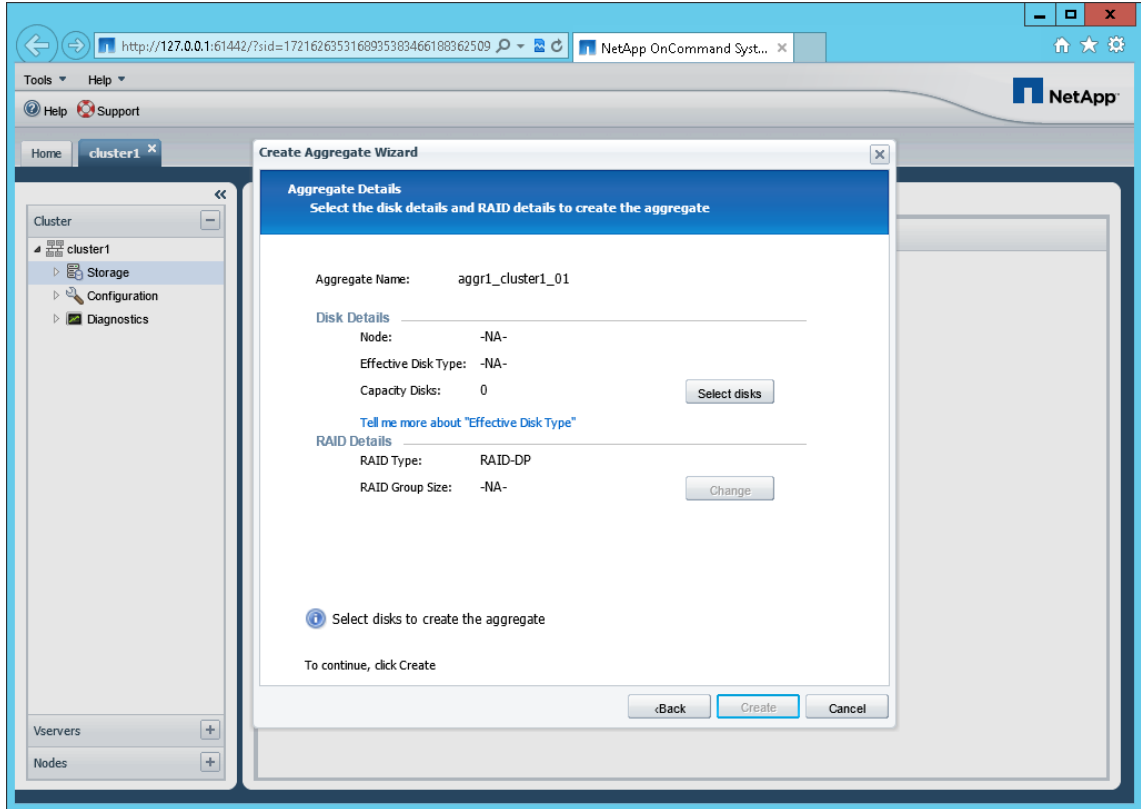 http://127.0.0.1:61442/?sid=17216263531689353834661883​62509
NetApp OnCommand Syst...
Tools
Help
Help
Support
NetApp
Home
cluster1
Create Aggregate Wizard
Aggregate Details
Select the disk details and RAID details to create the aggregate
Cluster
cluster1
Storage
Configuration
Diagnostics
Aggregate Name: aggr1_cluster1_01
Disk Details
Node: -NA-
Effective Disk Type: -NA-
Capacity Disks: 0
Select disks
Tell me more about "Effective Disk Type"
RAID Details
RAID Type: RAID-DP
RAID Group Size: -NA-
Change
Select disks to create the aggregate
To continue, click Create
‹Back
Create
Cancel
Vservers
Nodes